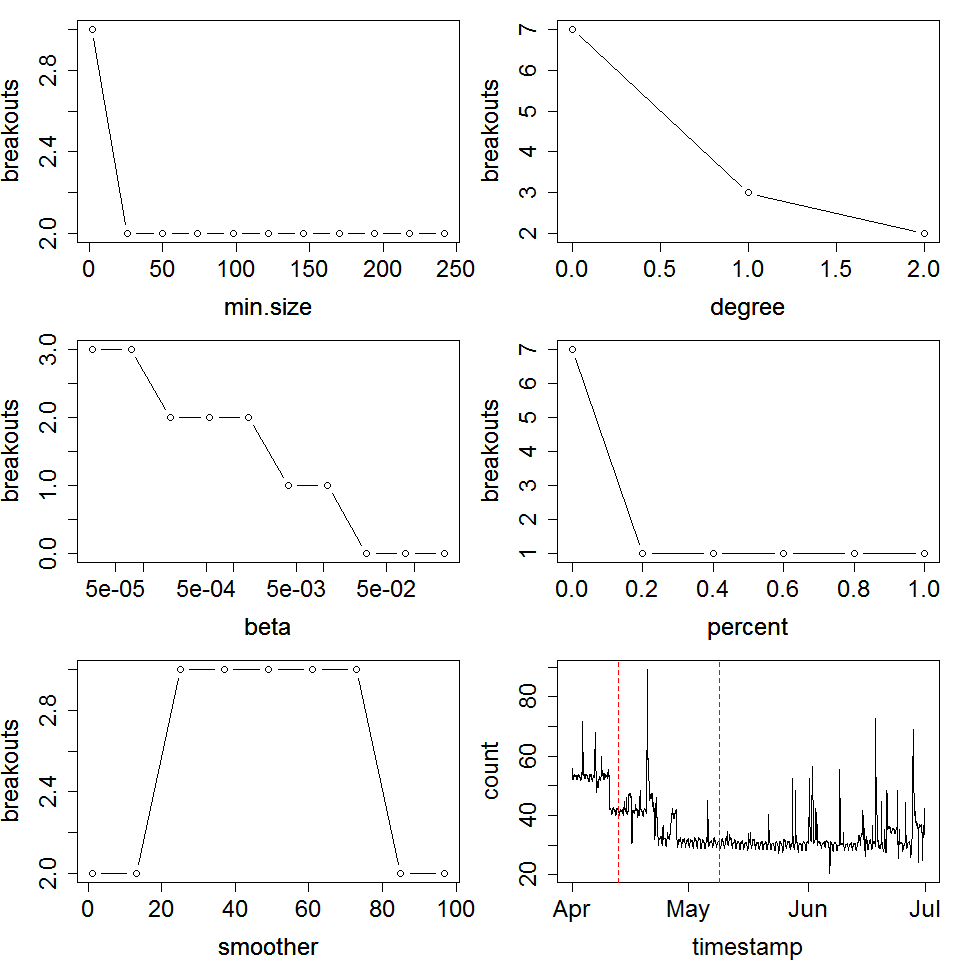 breakouts
2.0 2.4 2.8
0 50 100 150 200 250
min.size
breakouts
2 3 4 5 6 7
0.0 0.5 1.0 1.5 2.0
degree
breakouts
0.0 1.0 2.0 3.0
5e-05 5e-04 5e-03 5e-02
beta
breakouts
1 2 3 4 5 6 7
0.0 0.2 0.4 0.6 0.8 1.0
percent
breakouts
2.0 2.4 2.8
0 20 40 60 80 100
smoother
count
20 40 60 80
Apr May Jun Jul
timestamp